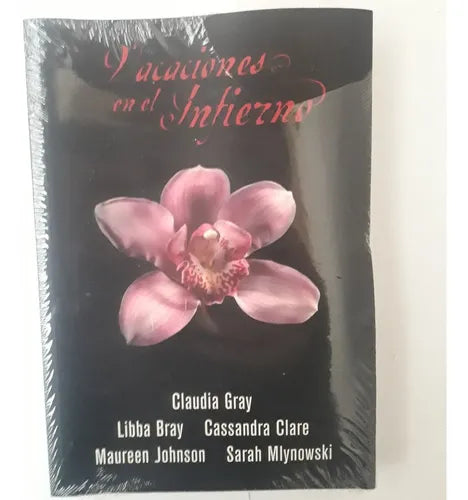 Vacaciones
en el Infierno
Claudia Gray
Libba Bray Cassandra Clare
Maureen Johnson Sarah Mlynowski